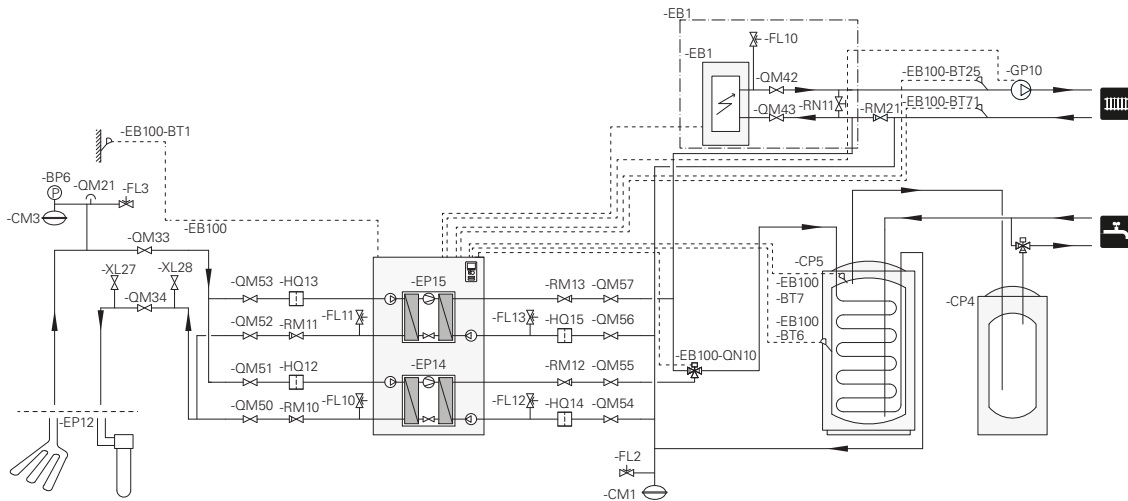 -EB1
-FL10
-EB1
-QM42
-EB100-BT25
-GP10
-QM43
-RN11
-RM21
-EB100-BT71
-EB100-BT1
-BP6
P
-QM21
-FL3
-CM3
-QM33
-EB100
-XL27
-XL28
-QM34
-QM53
-HQ13
-EP15
-RM13
-QM57
-QM52
-RM11
-FL11
-FL13
-HQ15
-QM56
-QM51
-HQ12
-EP14
-RM12
-QM55
-QM50
-RM10
-FL10
-FL12
-HQ14
-QM54
-EB100-QN10
-CP5
-EB100
-BT7
-EB100
-BT6
-CP4
-EP12
-FL2
-CM1